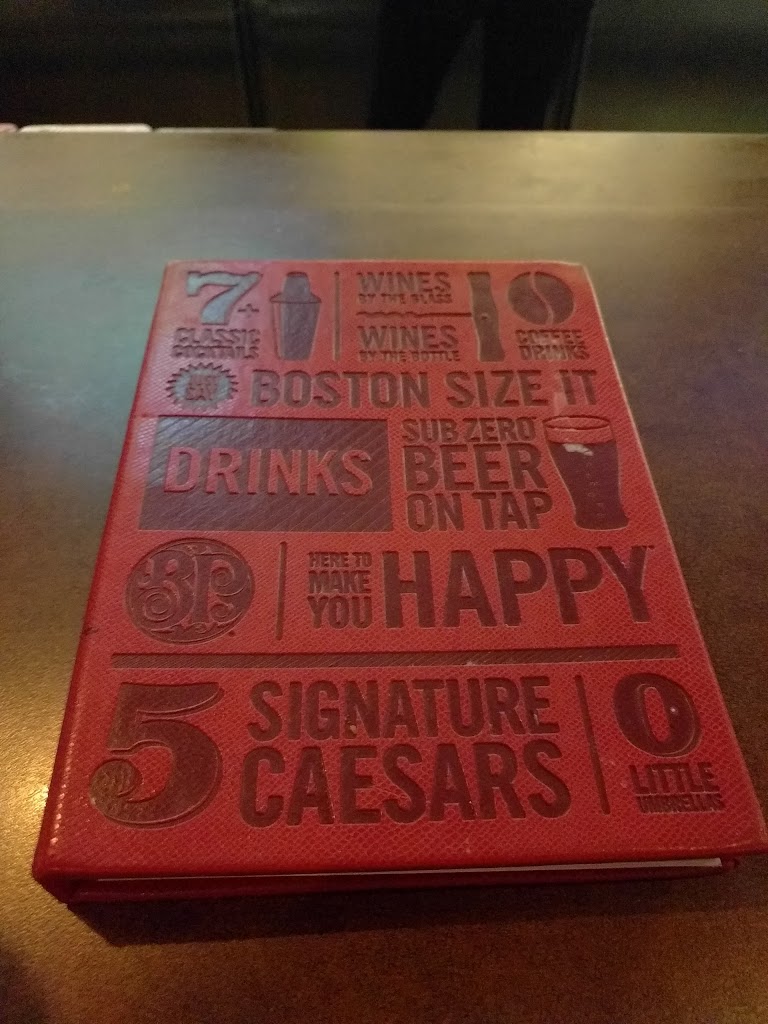 7+
CLASSIC
COCKTAILS
WINES
BY THE GLASS
WINES
BY THE BOTTLE
COFFEE
DRINKS
BOSTON SIZE IT
DRINKS
SUB ZERO
BEER
ON TAP
BP
HERE TO
MAKE
YOU
HAPPY
5
SIGNATURE
CAESARS
0
LITTLE
UMBRELLAS